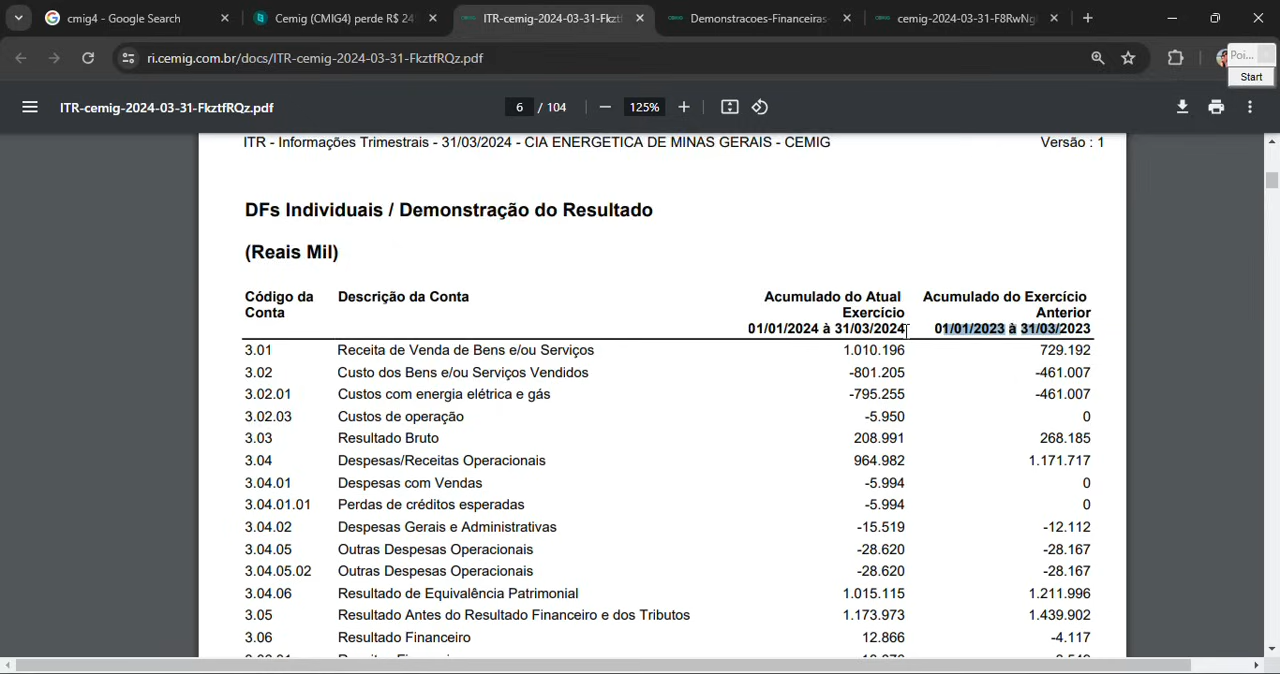 cmig4 - Google Search
Cemig (CMIG4) perde R$ 24
ITR-cemig-2024-03-31-Fkztf
Demonstracoes-Financeiras-
cemig-2024-03-31-F8RwNg
ri.cemig.com.br/docs/ITR-cemig-2024-03-31-FkztfRQz.pdf
Poi...
Start
ITR-cemig-2024-03-31-FkztfRQz.pdf
6 / 104
125%
ITR - Informações Trimestrais - 31/03/2024 - CIA ENERGETICA DE MINAS GERAIS - CEMIG Versão : 1
DFs Individuais / Demonstração do Resultado
(Reais Mil)
Código da Descrição da Conta Acumulado do Atual Acumulado do Exercício
Conta Exercício Anterior
01/01/2024 à 31/03/2024 01/01/2023 à 31/03/2023
3.01 Receita de Venda de Bens e/ou Serviços 1.010.196 729.192
3.02 Custo dos Bens e/ou Serviços Vendidos -801.205 -461.007
3.02.01 Custos com energia elétrica e gás -795.255 -461.007
3.02.03 Custos de operação -5.950 0
3.03 Resultado Bruto 208.991 268.185
3.04 Despesas/Receitas Operacionais 964.982 1.171.717
3.04.01 Despesas com Vendas -5.994 0
3.04.01.01 Perdas de créditos esperadas -5.994 0
3.04.02 Despesas Gerais e Administrativas -15.519 -12.112
3.04.05 Outras Despesas Operacionais -28.620 -28.167
3.04.05.02 Outras Despesas Operacionais -28.620 -28.167
3.04.06 Resultado de Equivalência Patrimonial 1.015.115 1.211.996
3.05 Resultado Antes do Resultado Financeiro e dos Tributos 1.173.973 1.439.902
3.06 Resultado Financeiro 12.866 -4.117